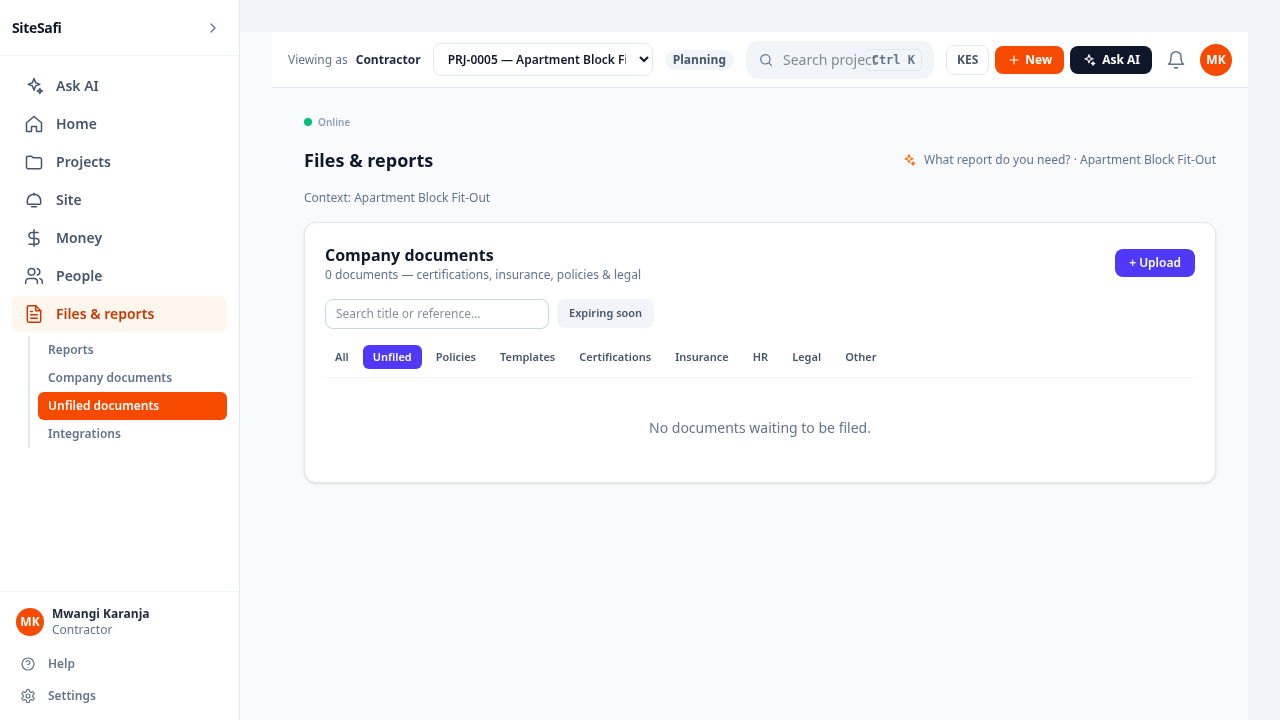 SiteSafi
Ask AI
Home
Projects
Site
Money
People
Files & reports
Reports
Company documents
Unfiled documents
Integrations
MK
Mwangi Karanja
Contractor
Help
Settings
Viewing as Contractor
PRJ-0005 — Apartment Block Fi
Planning
Search project
Ctrl K
KES
New
Ask AI
MK
Online
Files & reports
What report do you need? · Apartment Block Fit-Out
Context: Apartment Block Fit-Out
Company documents
0 documents — certifications, insurance, policies & legal
+ Upload
Search title or reference...
Expiring soon
All Unfiled Policies Templates Certifications Insurance HR Legal Other
No documents waiting to be filed.